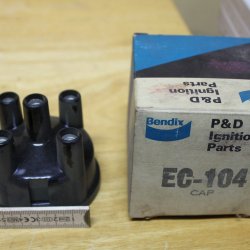 P&D
Ignition
Parts
Bendix
P&D
Ignition
Parts
EC-104
CAP